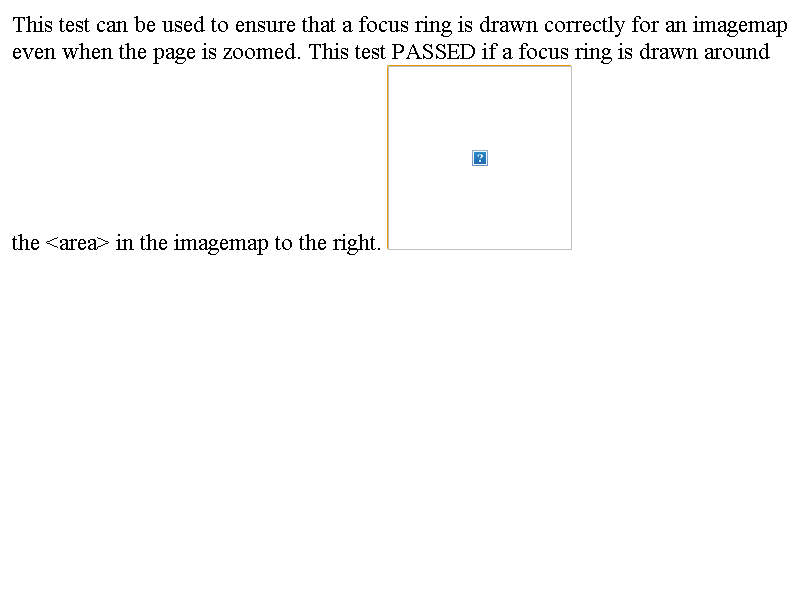 This test can be used to ensure that a focus ring is drawn correctly for an imagemap
even when the page is zoomed. This test PASSED if a focus ring is drawn around
the <area> in the imagemap to the right.